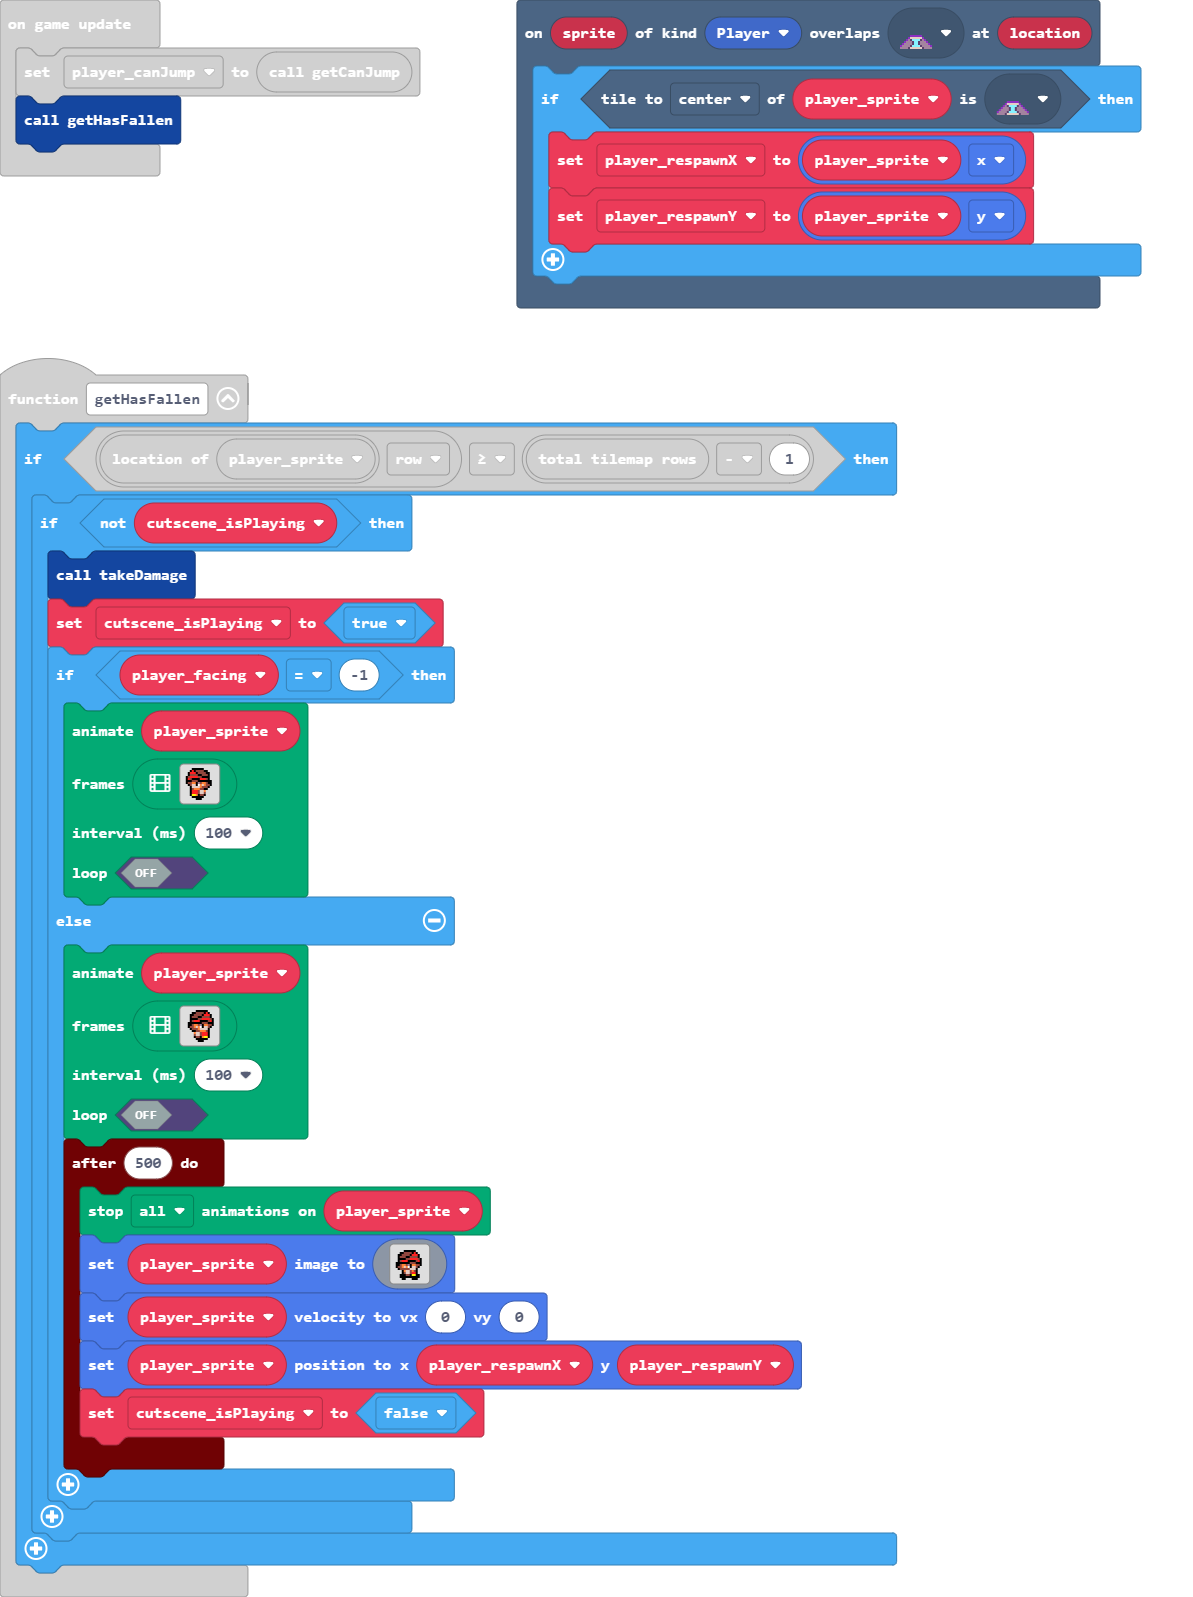 on game update
set player_canJump to call getCanJump
call getHasFallen
on sprite of kind Player overlaps at location
if tile to center of player_sprite is then
set player_respawnX to player_sprite x
set player_respawnY to player_sprite y
function getHasFallen
if location of player_sprite row ≥ total tilemap rows - 1 then
if not cutscene_isPlaying then
call takeDamage
set cutscene_isPlaying to true
if player_facing = -1 then
animate player_sprite
frames
interval (ms) 100
loop OFF
else
animate player_sprite
frames
interval (ms) 100
loop OFF
after 500 do
stop all animations on player_sprite
set player_sprite image to
set player_sprite velocity to vx 0 vy 0
set player_sprite position to x player_respawnX y player_respawnY
set cutscene_isPlaying to false